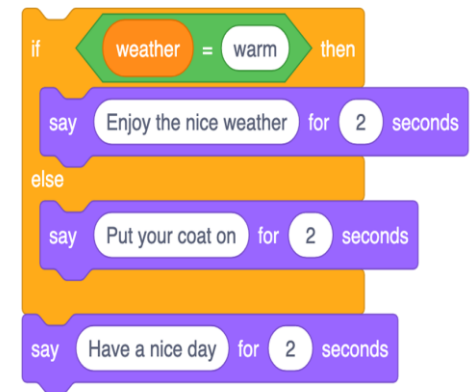 if weather = warm then
say Enjoy the nice weather for 2 seconds
else
say Put your coat on for 2 seconds
say Have a nice day for 2 seconds